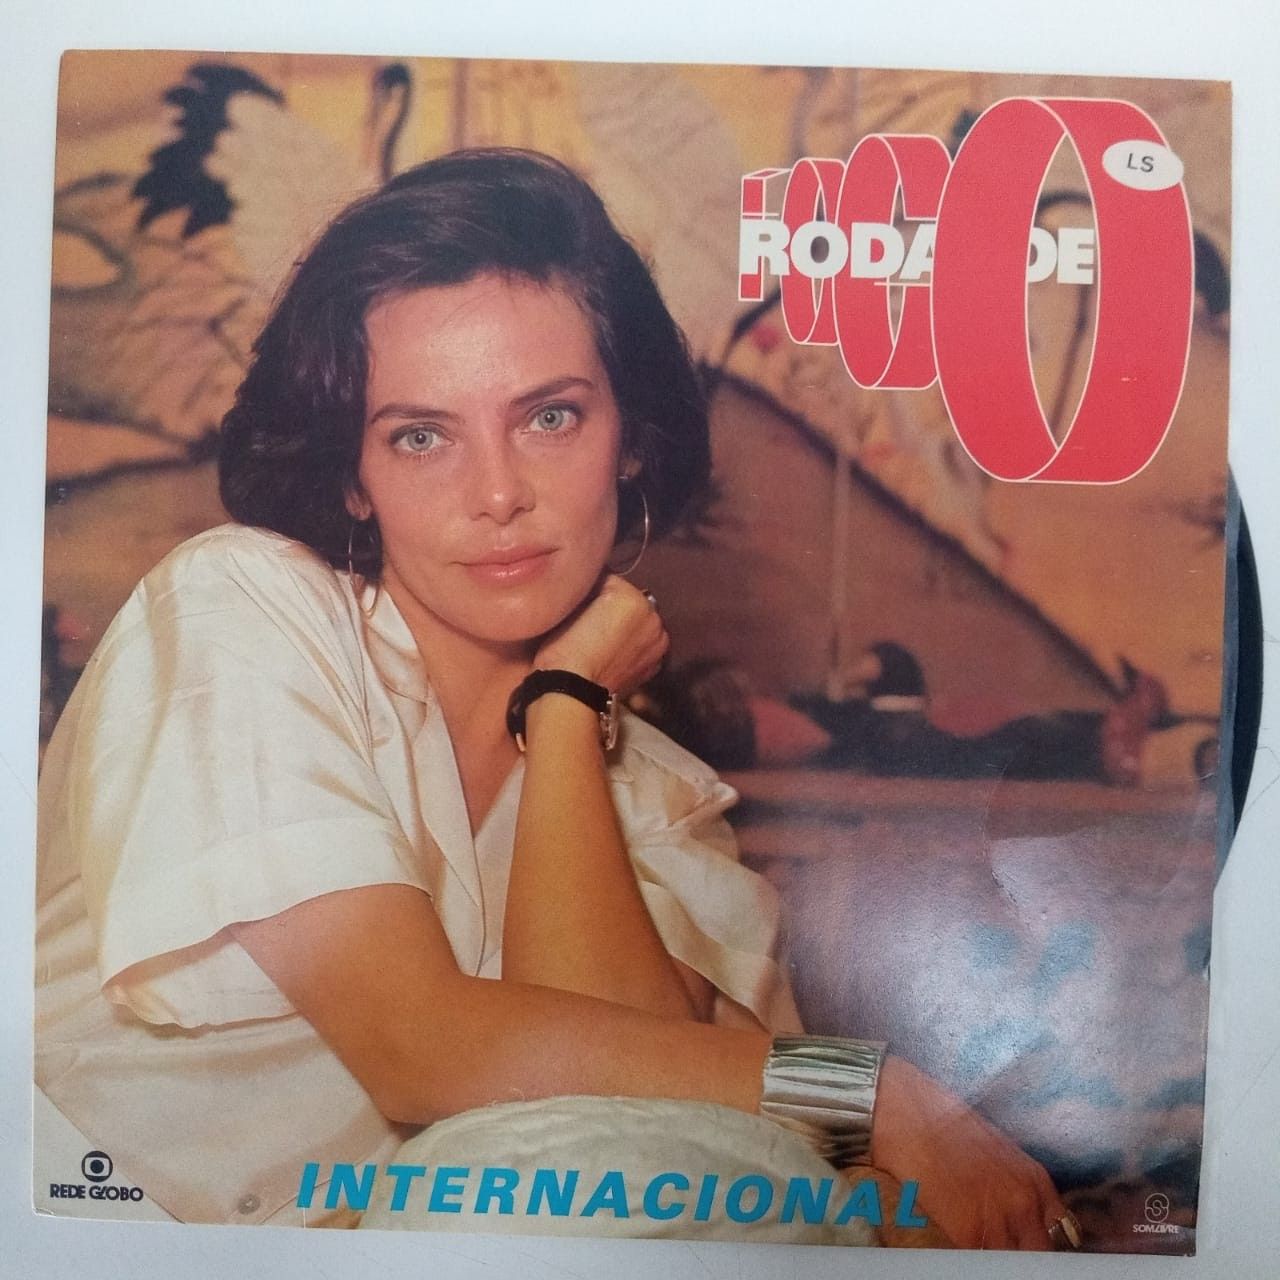 LS
RODA DE
FOGO
INTERNACIONAL
REDE GLOBO
SOM LIVRE